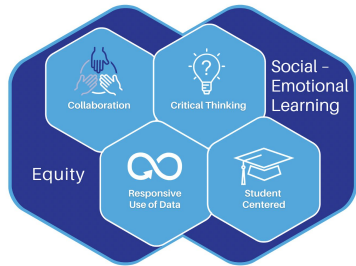 Social –
Emotional
Learning
Collaboration
Critical Thinking
?
Equity
Responsive
Use of Data
Student
Centered